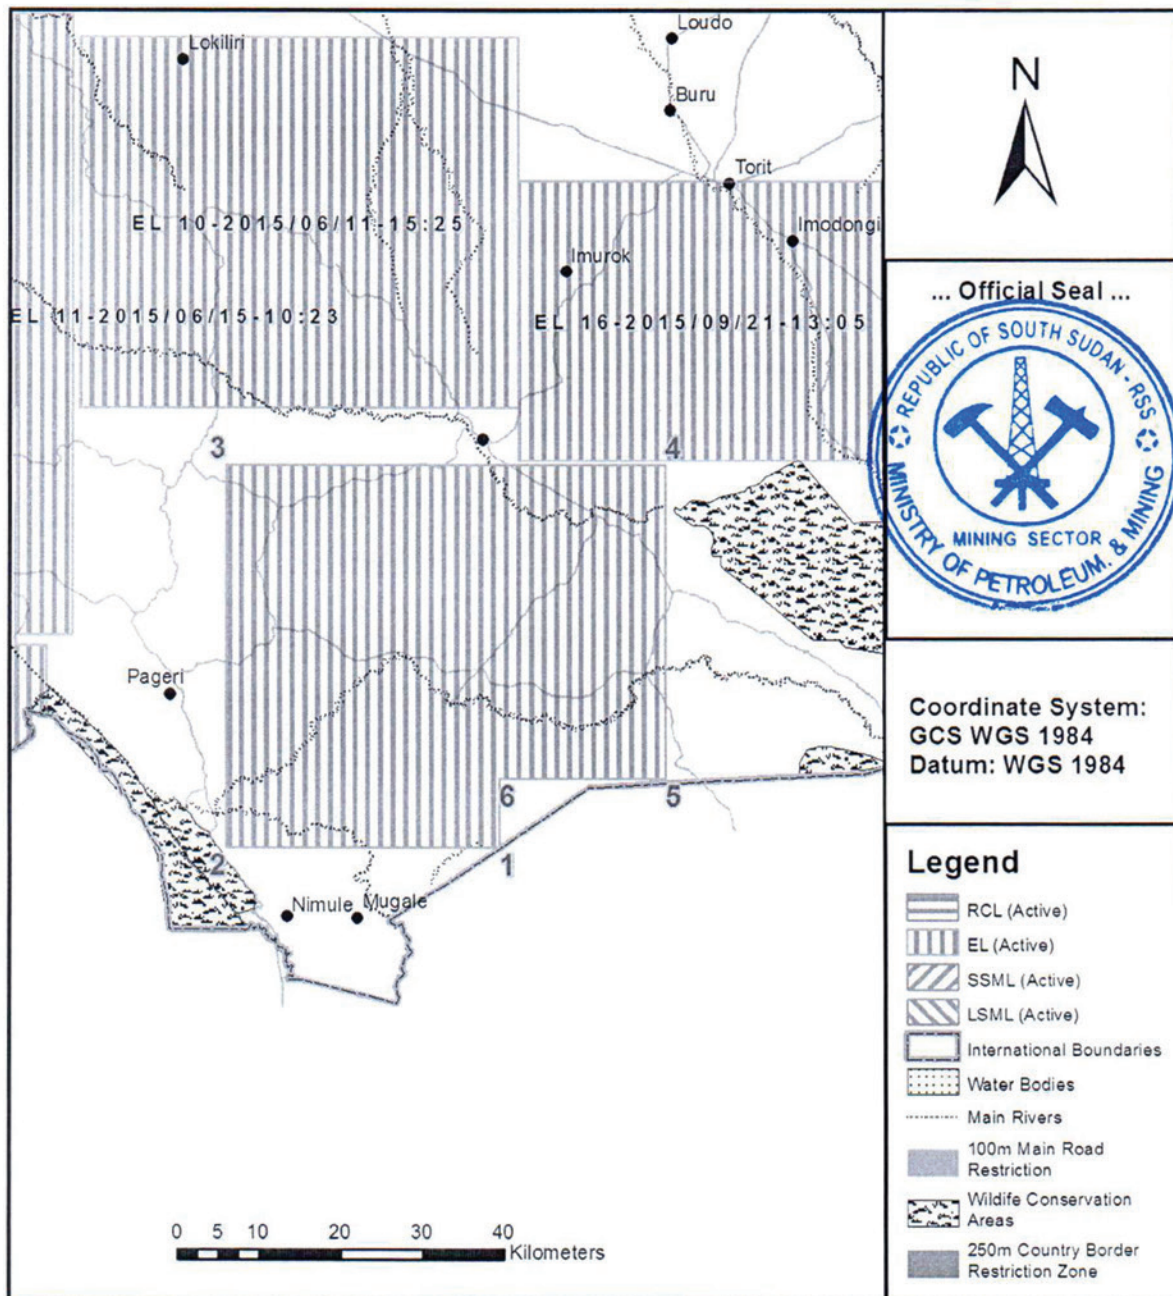 Loudo
Lokiliri
Buru
Torit
EL 10-2015/06/11-15:25
Imodongi
Imurok
EL 11-2015/06/15-10:23
EL 16-2015/09/21-13:05
3
4
Pageri
6
5
2
1
Nimule
Mugale
0 5 10 20 30 40
Kilometers
N
... Official Seal ...
REPUBLIC OF SOUTH SUDAN - RSS
MINING SECTOR
MINISTRY OF PETROLEUM. & MINING
Coordinate System:
GCS WGS 1984
Datum: WGS 1984
Legend
RCL (Active)
EL (Active)
SSML (Active)
LSML (Active)
International Boundaries
Water Bodies
Main Rivers
100m Main Road
Restriction
Wildife Conservation
Areas
250m Country Border
Restriction Zone